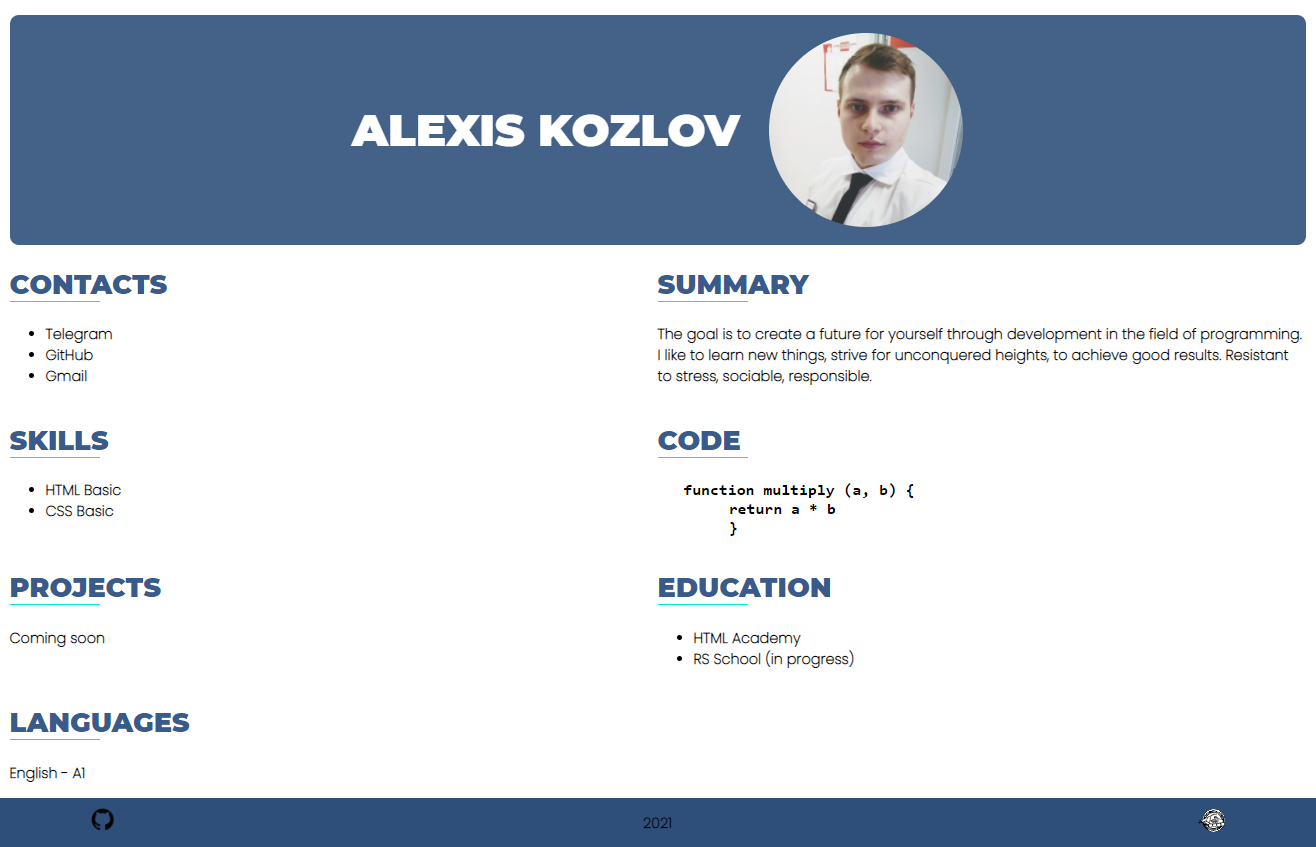 ALEXIS KOZLOV
CONTACTS
• Telegram
• GitHub
• Gmail
SUMMARY
The goal is to create a future for yourself through development in the field of programming.
I like to learn new things, strive for unconquered heights, to achieve good results. Resistant
to stress, sociable, responsible.
SKILLS
• HTML Basic
• CSS Basic
CODE
function multiply (a, b) {
return a * b
}
PROJECTS
Coming soon
EDUCATION
• HTML Academy
• RS School (in progress)
LANGUAGES
English - A1
2021